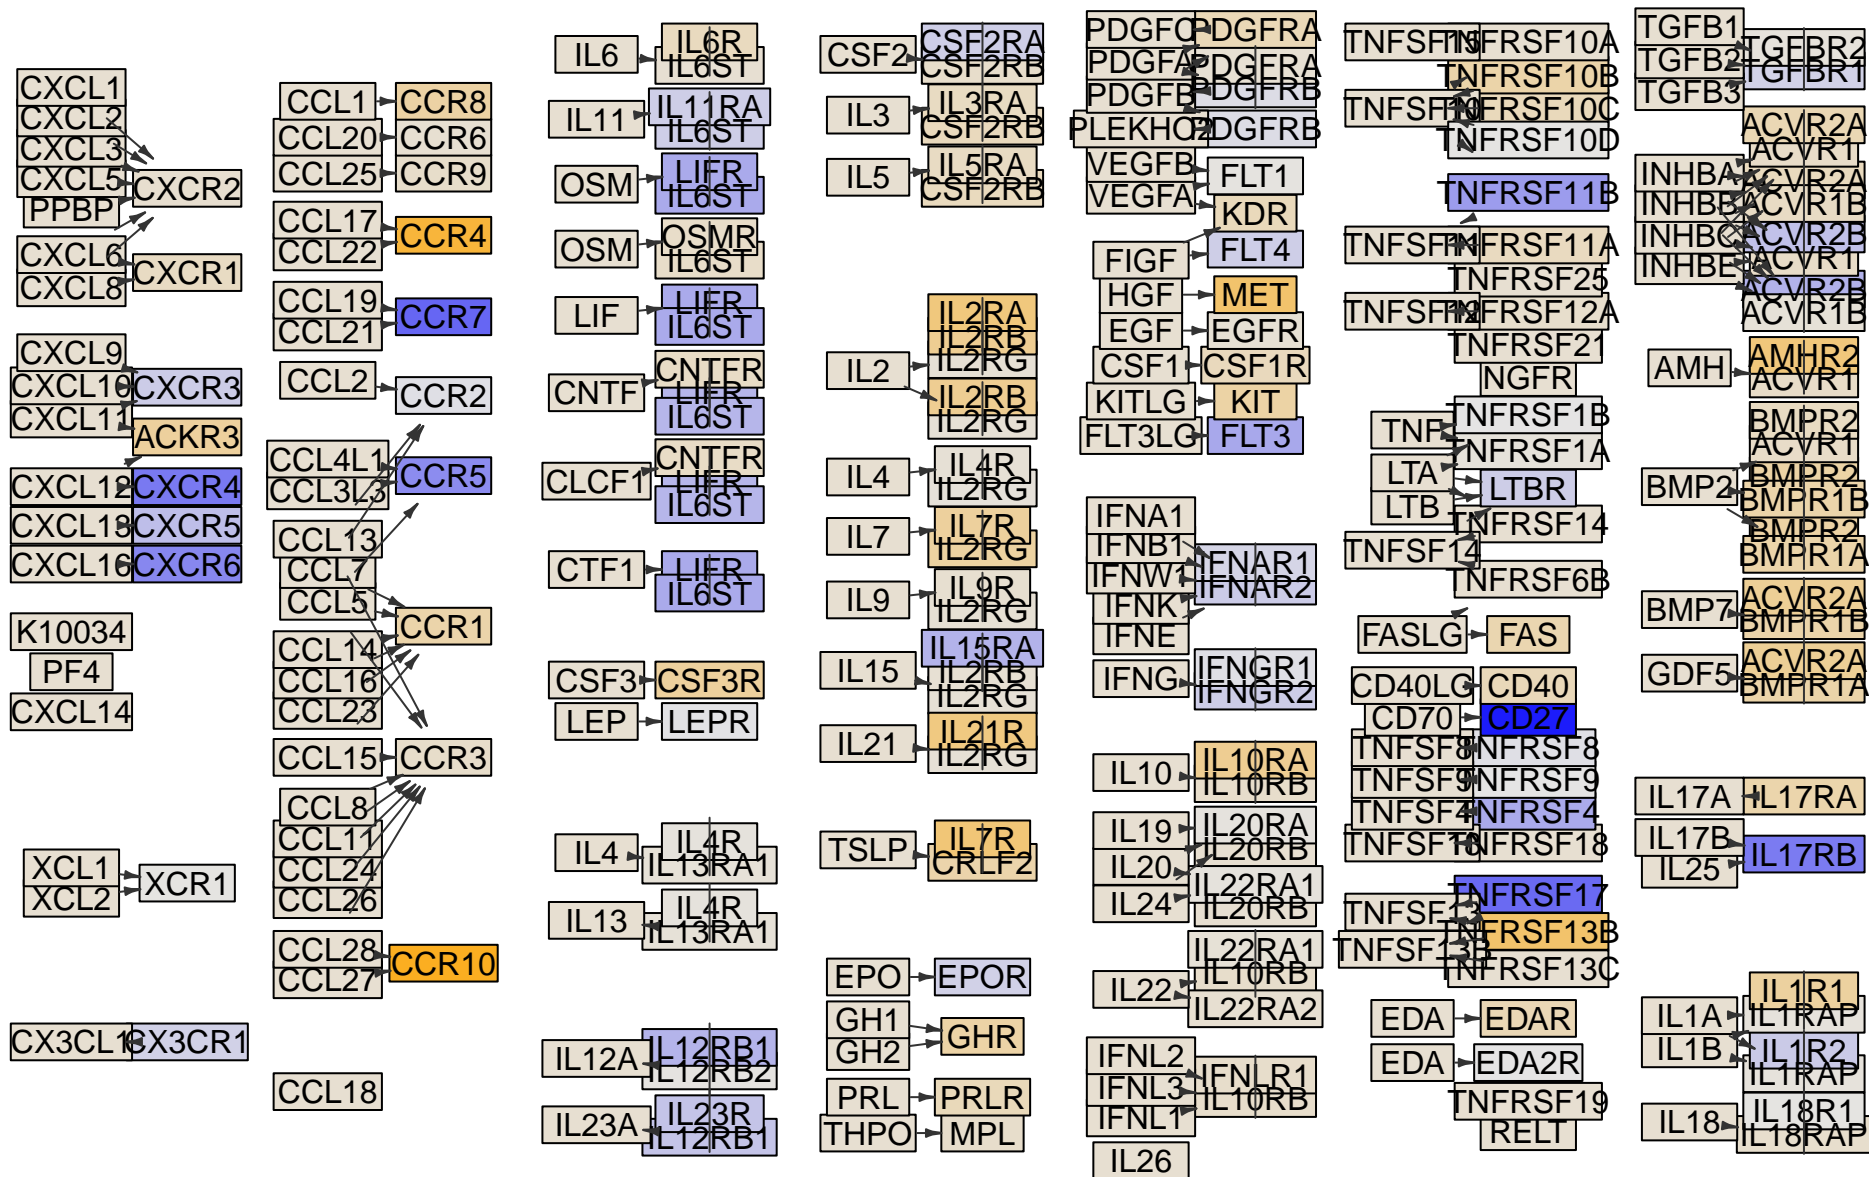 CXCL1
CXCL2
CXCL3
CXCL5
PPBP
CXCR2
CXCL6
CXCL8
CXCR1
CXCL9
CXCL10
CXCL11
CXCR3
ACKR3
CXCL12
CXCR4
CXCL13
CXCR5
CXCL16
CXCR6
K10034
PF4
CXCL14
XCL1
XCL2
XCR1
CX3CL1
CX3CR1
CCL1
CCR8
CCL20
CCR6
CCL25
CCR9
CCL17
CCL22
CCR4
CCL19
CCL21
CCR7
CCL2
CCR2
CCL4L1
CCL3L3
CCR5
CCL13
CCL7
CCL5
CCR1
CCL14
CCL16
CCL23
CCL15
CCR3
CCL8
CCL11
CCL24
CCL26
CCL28
CCL27
CCR10
CCL18
IL6
IL6R
IL6ST
IL11
IL11RA
IL6ST
OSM
LIFR
IL6ST
OSM
OSMR
IL6ST
LIF
LIFR
IL6ST
CNTF
CNTFR
LIFR
IL6ST
CLCF1
CNTFR
LIFR
IL6ST
CTF1
LIFR
IL6ST
CSF3
CSF3R
LEP
LEPR
IL4
IL4R
IL13RA1
IL13
IL4R
IL13RA1
IL12A
IL12RB1
IL12RB2
IL23A
IL23R
IL12RB1
CSF2
CSF2RA
CSF2RB
IL3
IL3RA
CSF2RB
IL5
IL5RA
CSF2RB
IL2
IL2RA
IL2RB
IL2RG
IL2RB
IL2RG
IL4
IL4R
IL2RG
IL7
IL7R
IL2RG
IL9
IL9R
IL2RG
IL15
IL15RA
IL2RB
IL2RG
IL21
IL21R
IL2RG
TSLP
IL7R
CRLF2
EPO
EPOR
GH1
GH2
GHR
PRL
PRLR
THPO
MPL
PDGFC
PDGFRA
PDGFA
PDGFRA
PDGFB
PDGFRB
PLEKHO2
PDGFRB
VEGFB
VEGFA
FLT1
KDR
FIGF
FLT4
HGF
MET
EGF
EGFR
CSF1
CSF1R
KITLG
KIT
FLT3LG
FLT3
IFNA1
IFNB1
IFNW1
IFNK
IFNE
IFNAR1
IFNAR2
IFNG
IFNGR1
IFNGR2
IL10
IL10RA
IL10RB
IL19
IL20
IL24
IL20RA
IL20RB
IL22RA1
IL20RB
IL22
IL22RA1
IL10RB
IL22RA2
IFNL2
IFNL3
IFNL1
IFNLR1
IL10RB
IL26
TNFSF15
TNFRSF10A
TNFRSF10B
TNFSF10
TNFRSF10C
TNFRSF10D
TNFRSF11B
TNFSF11
TNFRSF11A
TNFRSF25
TNFSF12
TNFRSF12A
TNFRSF21
NGFR
TNF
TNFRSF1B
TNFRSF1A
LTA
LTB
LTBR
TNFRSF14
TNFSF14
TNFRSF6B
FASLG
FAS
CD40LG
CD40
CD70
CD27
TNFSF8
TNFRSF8
TNFSF9
TNFRSF9
TNFSF4
TNFRSF4
TNFSF18
TNFRSF18
TNFRSF17
TNFSF13
TNFRSF13B
TNFSF13B
TNFRSF13C
EDA
EDAR
EDA
EDA2R
TNFRSF19
RELT
TGFB1
TGFB2
TGFB3
TGFBR2
TGFBR1
INHBA
INHBB
INHBC
INHBE
ACVR2A
ACVR1
ACVR2A
ACVR1B
ACVR2B
ACVR1
ACVR2B
ACVR1B
AMH
AMHR2
ACVR1
BMP2
BMPR2
ACVR1
BMPR2
BMPR1B
BMPR2
BMPR1A
BMP7
ACVR2A
BMPR1B
GDF5
ACVR2A
BMPR1A
IL17A
IL17RA
IL17B
IL25
IL17RB
IL1A
IL1B
IL1R1
IL1RAP
IL1R2
IL1RAP
IL18
IL18R1
IL18RAP